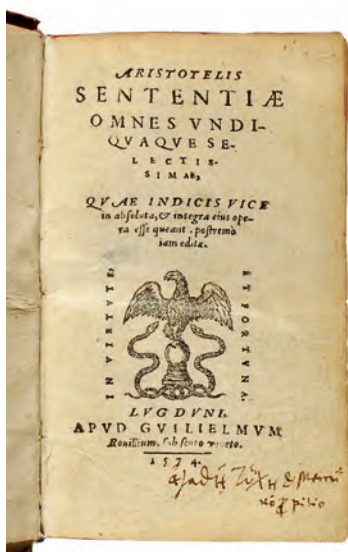 ARISTOTELIS
SENTENTIÆ
OMNES VNDI-
QVAQVE SE-
LECTIS-
SIMAE,
QVAE INDICIS VICE
in absoluta, & integra eius ope-
ra esse queant, postremò
iam editæ.
IN VIRTVTE,
ET FORTVNA.
LVGDVNI,
APVD GVILIELMVM
Rouillium, sub scuto veneto.
1574.